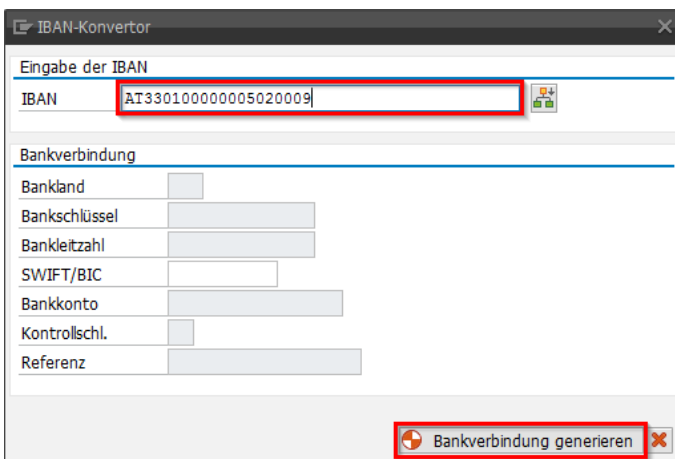 IBAN-Konvertor
Eingabe der IBAN
IBAN AT330100000005020009
Bankverbindung
Bankland
Bankschlüssel
Bankleitzahl
SWIFT/BIC
Bankkonto
Kontrollschl.
Referenz
Bankverbindung generieren